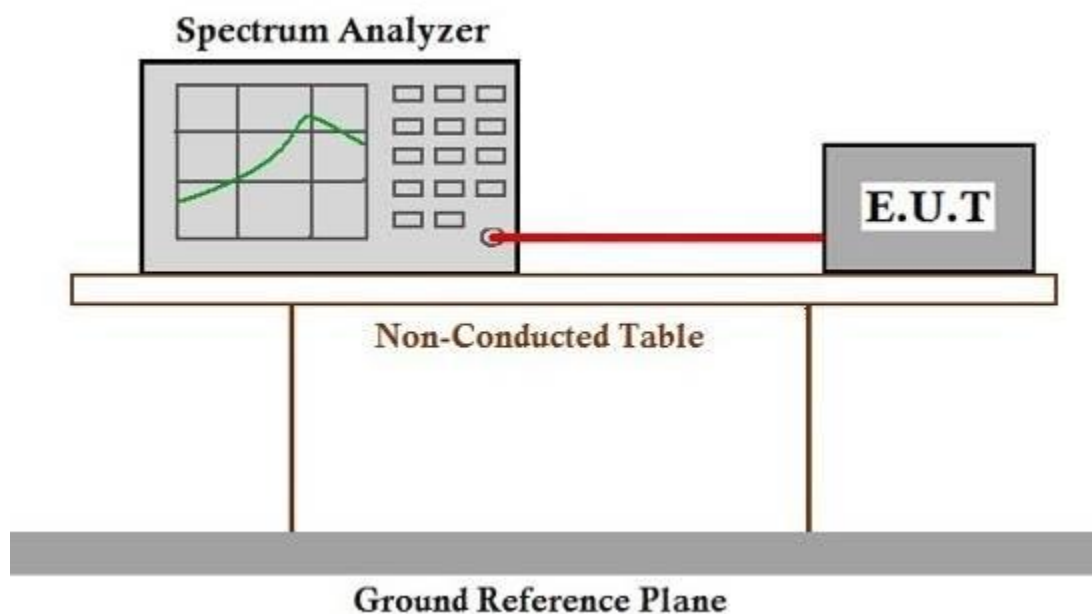 Spectrum Analyzer
E.U.T
Non-Conducted Table
Ground Reference Plane